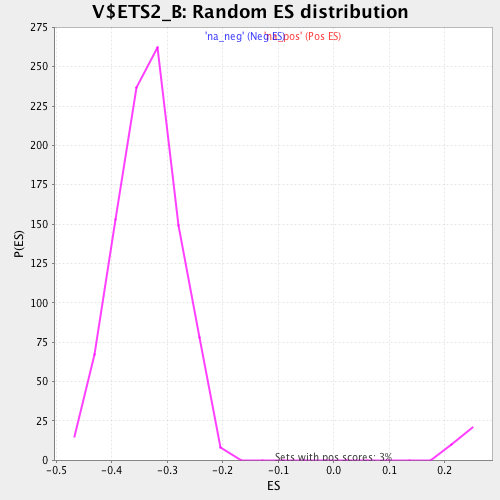 V$ETS2_B: Random ES distribution
'na_neg' (Neg ES) 'na_pos' (Pos ES)
275
250
225
200
175
150
125
100
75
50
25
0
P(ES)
Sets with pos scores: 3%
-0.5 -0.4 -0.3 -0.2 -0.1 0.0 0.1 0.2
ES